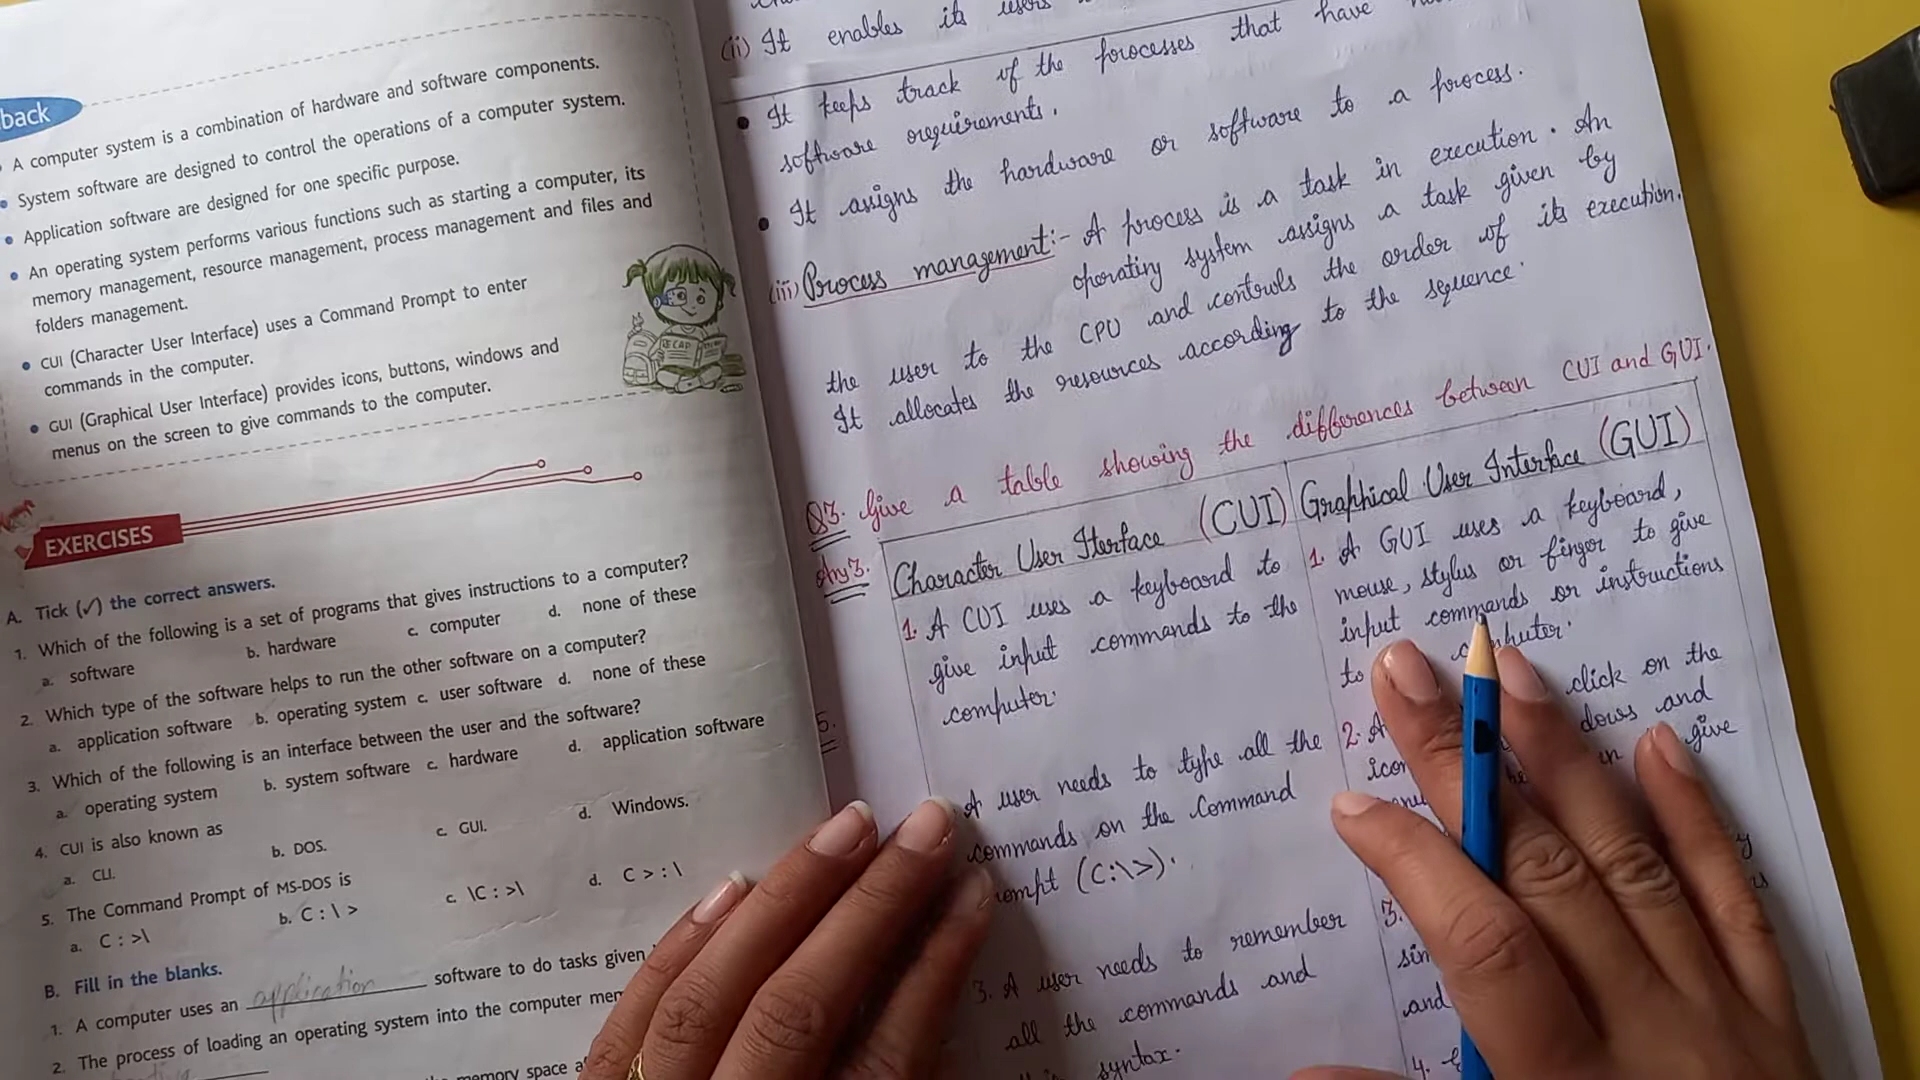 back
A computer system is a combination of hardware and software components.
System software are designed to control the operations of a computer system.
Application software are designed for one specific purpose.
An operating system performs various functions such as starting a computer, its
memory management, resource management, process management and files and
folders management.
CUI (Character User Interface) uses a Command Prompt to enter
commands in the computer.
GUI (Graphical User Interface) provides icons, buttons, windows and
menus on the screen to give commands to the computer.
RECAP
EXERCISES
A. Tick (✓) the correct answers.
1. Which of the following is a set of programs that gives instructions to a computer?
a. software b. hardware c. computer d. none of these
2. Which type of the software helps to run the other software on a computer?
a. application software b. operating system c. user software d. none of these
3. Which of the following is an interface between the user and the software?
a. operating system b. system software c. hardware d. application software
4. CUI is also known as
a. CLI. b. DOS. c. GUI. d. Windows.
5. The Command Prompt of MS-DOS is
a. C : >\ b. C : \ > c. \C : >\ d. C > : \
B. Fill in the blanks.
1. A computer uses an application software to do tasks given
2. The process of loading an operating system into the computer
memory space
(ii) It enables its users
• It keeps track of the processes that have
software requirements.
• It assigns the hardware or software to a process.
(iii) Process management:- A process is a task in execution. An
operating system assigns a task given by
the user to the CPU and controls the order of its execution.
It allocates the resources according to the sequence.
Q3. Give a table showing the differences between CUI and GUI.
Ans3.
Character User Iterface (CUI)
1. A CUI uses a keyboard to
give input commands to the
computer.
A user needs to type all the
commands on the Command
(C:\>).
3. A user needs to remember
all the commands and
syntax.
Graphical User Interface (GUI)
1. A GUI uses a keyboard,
mouse, stylus or finger to give
input commands or instructions
to
2. A click on the
and
give
3.
and
4.
5.